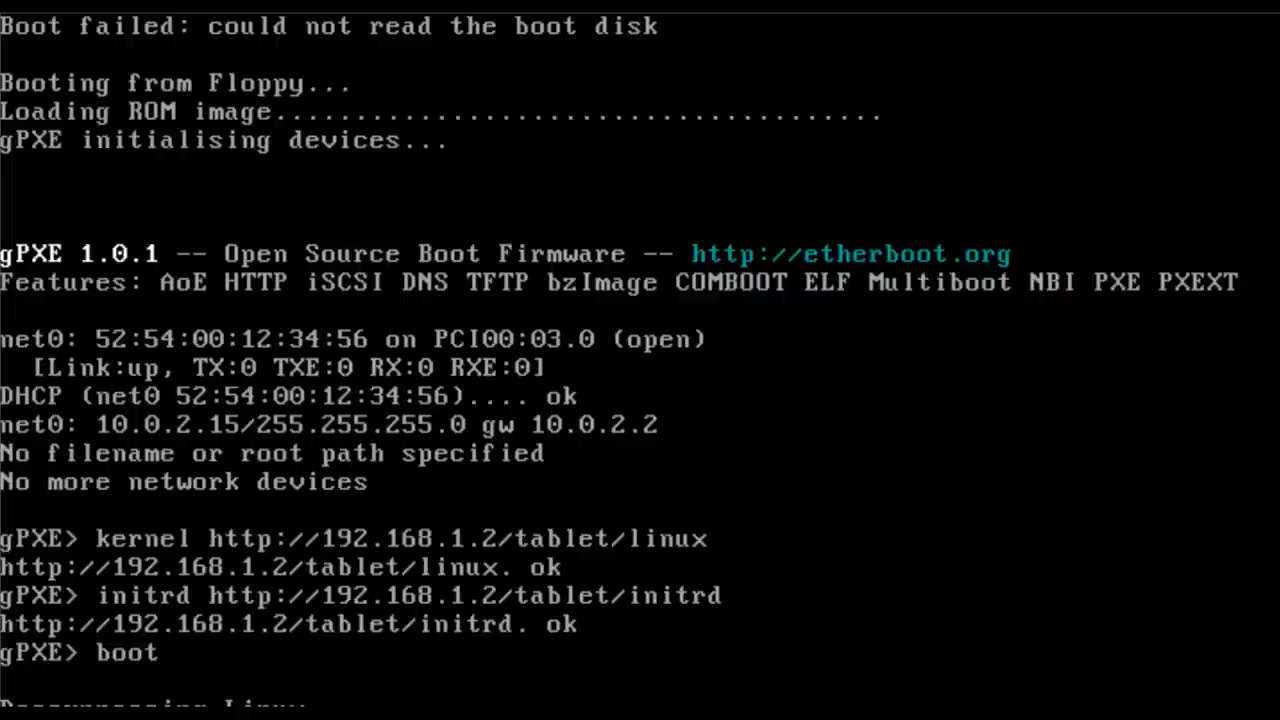 Boot failed: could not read the boot disk
Booting from Floppy...
Loading ROM image......................................
gPXE initialising devices...
gPXE 1.0.1 -- Open Source Boot Firmware -- http://etherboot.org
Features: AoE HTTP iSCSI DNS TFTP bzImage COMBOOT ELF Multiboot NBI PXE PXEXT
net0: 52:54:00:12:34:56 on PCI00:03.0 (open)
[Link:up, TX:0 TXE:0 RX:0 RXE:0]
DHCP (net0 52:54:00:12:34:56).... ok
net0: 10.0.2.15/255.255.255.0 gw 10.0.2.2
No filename or root path specified
No more network devices
gPXE> kernel http://192.168.1.2/tablet/linux
http://192.168.1.2/tablet/linux. ok
gPXE> initrd http://192.168.1.2/tablet/initrd
http://192.168.1.2/tablet/initrd. ok
gPXE> boot
Decompressing Linux